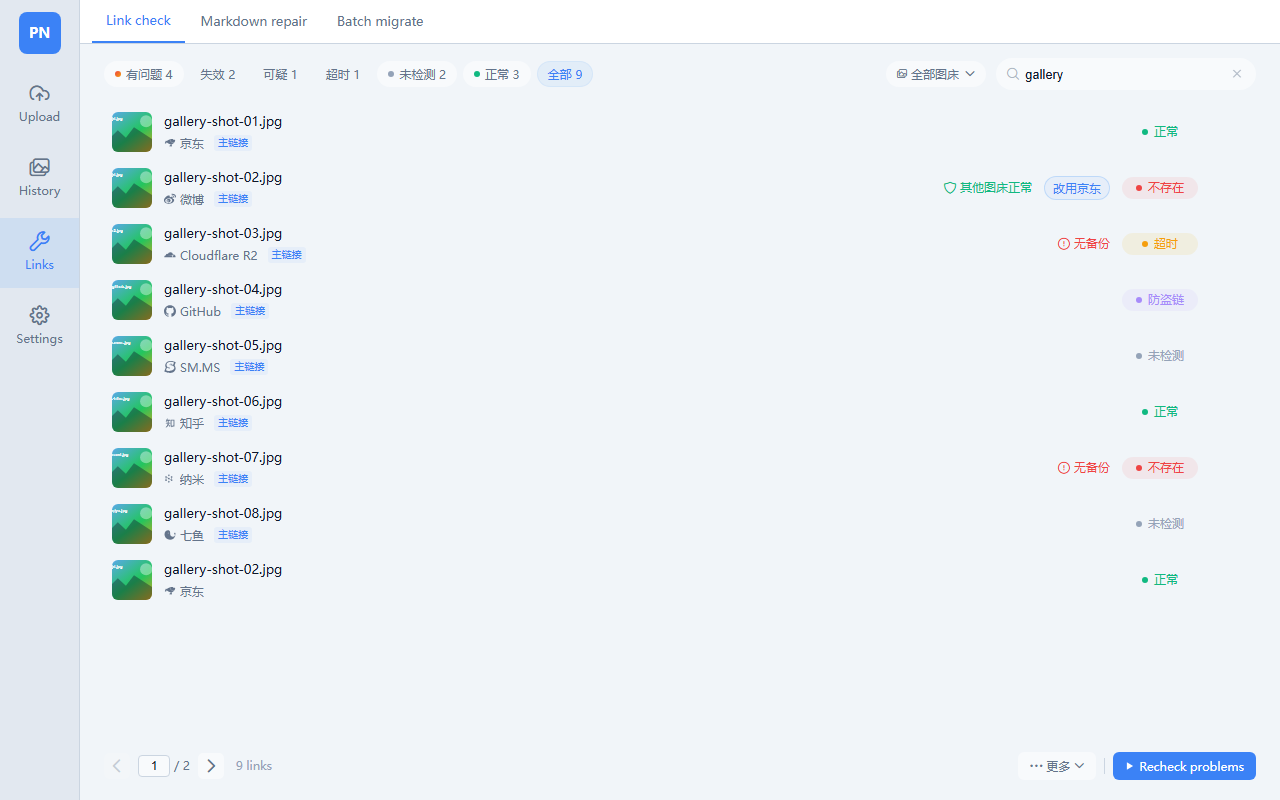 PN
Upload
History
Links
Settings
Link check Markdown repair Batch migrate
有问题 4 失效 2 可疑 1 超时 1 未检测 2 正常 3 全部 9 全部图床 gallery
gallery-shot-01.jpg
京东 主链接
正常
gallery-shot-02.jpg
微博 主链接
其他图床正常 改用京东 不存在
gallery-shot-03.jpg
Cloudflare R2 主链接
无备份 超时
gallery-shot-04.jpg
GitHub 主链接
防盗链
gallery-shot-05.jpg
SM.MS 主链接
未检测
gallery-shot-06.jpg
知 知乎 主链接
正常
gallery-shot-07.jpg
纳米 主链接
无备份 不存在
gallery-shot-08.jpg
七鱼 主链接
未检测
gallery-shot-02.jpg
京东
正常
1 / 2 9 links ··· 更多 Recheck problems